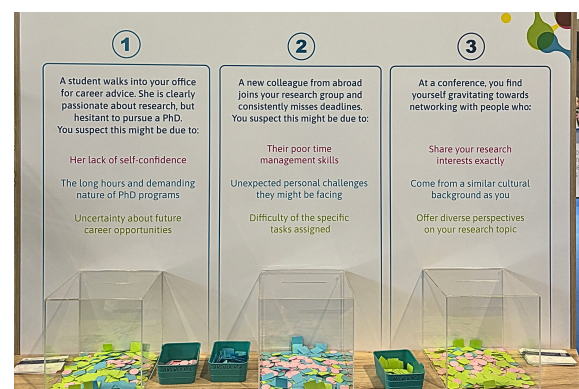 1
A student walks into your office
for career advice. She is clearly
passionate about research, but
hesitant to pursue a PhD.
You suspect this might be due to:
Her lack of self-confidence
The long hours and demanding
nature of PhD programs
Uncertainty about future
career opportunities
2
A new colleague from abroad
joins your research group and
consistently misses deadlines.
You suspect this might be due to:
Their poor time
management skills
Unexpected personal challenges
they might be facing
Difficulty of the specific
tasks assigned
3
At a conference, you find
yourself gravitating towards
networking with people who:
Share your research
interests exactly
Come from a similar cultural
background as you
Offer diverse perspectives
on your research topic